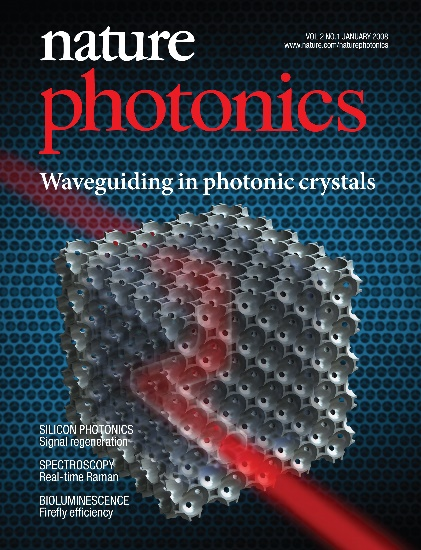 nature
VOL 2 NO.1 JANUARY 2008
www.nature.com/naturephotonics
photonics
Waveguiding in photonic crystals
SILICON PHOTONICS
Signal regeneration
SPECTROSCOPY
Real-time Raman
BIOLUMINESCENCE
Firefly efficiency